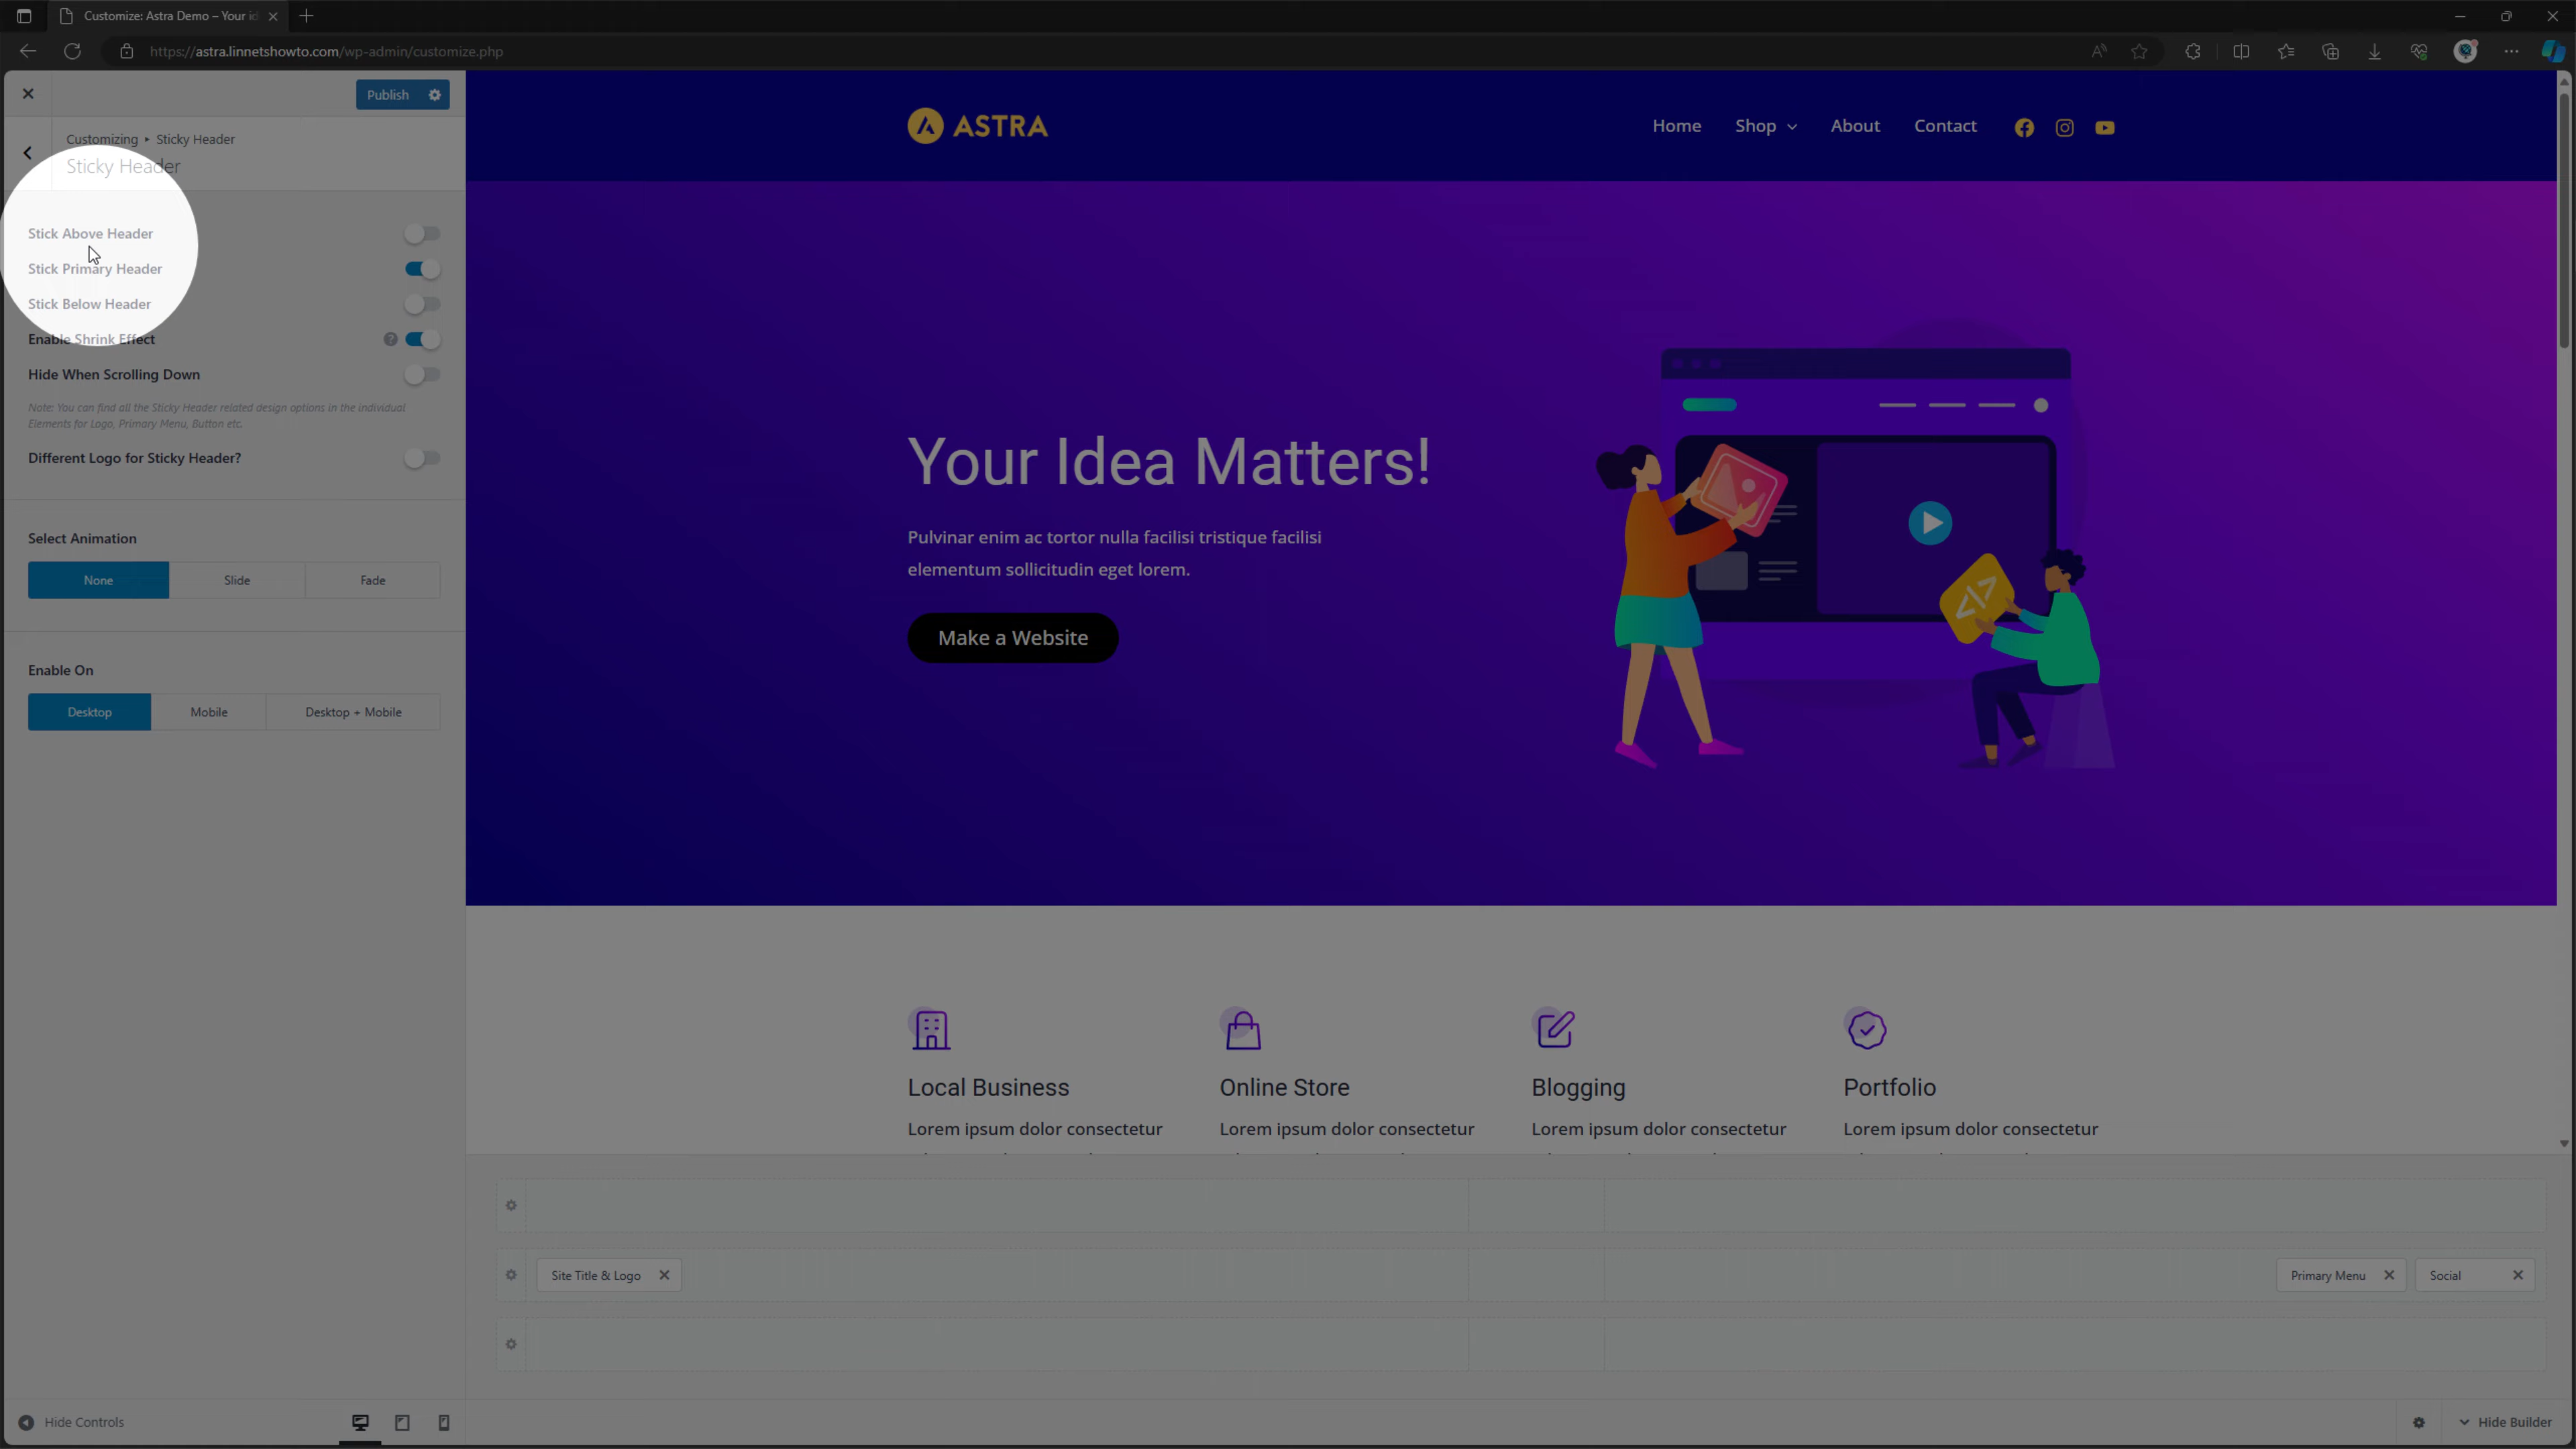 Customize: Astra Demo – Your id
https://astra.linnetshowto.com/wp-admin/customize.php
Publish
Customizing ▸ Sticky Header
Sticky Header
Stick Above Header
Stick Primary Header
Stick Below Header
Enable Shrink Effect
Hide When Scrolling Down
Note: You can find all the Sticky Header related design options in the individual
Elements for Logo, Primary Menu, Button etc.
Different Logo for Sticky Header?
Select Animation
None Slide Fade
Enable On
Desktop Mobile Desktop + Mobile
Hide Controls
ASTRA
Home Shop About Contact
Your Idea Matters!
Pulvinar enim ac tortor nulla facilisi tristique facilisi
elementum sollicitudin eget lorem.
Make a Website
Local Business Online Store Blogging Portfolio
Lorem ipsum dolor consectetur Lorem ipsum dolor consectetur Lorem ipsum dolor consectetur Lorem ipsum dolor consectetur
Site Title & Logo Primary Menu Social
Hide Builder